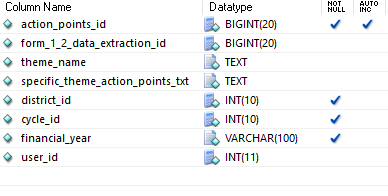 Column Name Datatype NOT NULL AUTO INC
action_points_id BIGINT(20)
form_1_2_data_extraction_id BIGINT(20)
theme_name TEXT
specific_theme_action_points_txt TEXT
district_id INT(10)
cycle_id INT(10)
financial_year VARCHAR(100)
user_id INT(11)